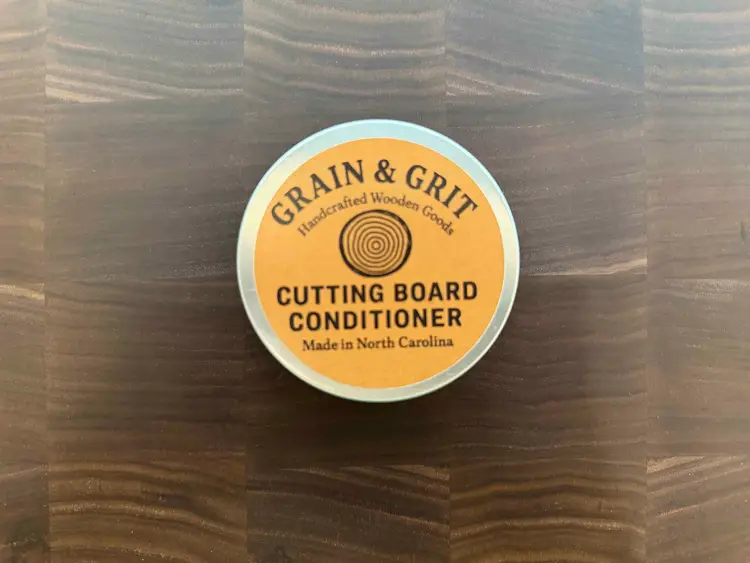 GRAIN & GRIT
Handcrafted Wooden Goods
CUTTING BOARD
CONDITIONER
Made in North Carolina